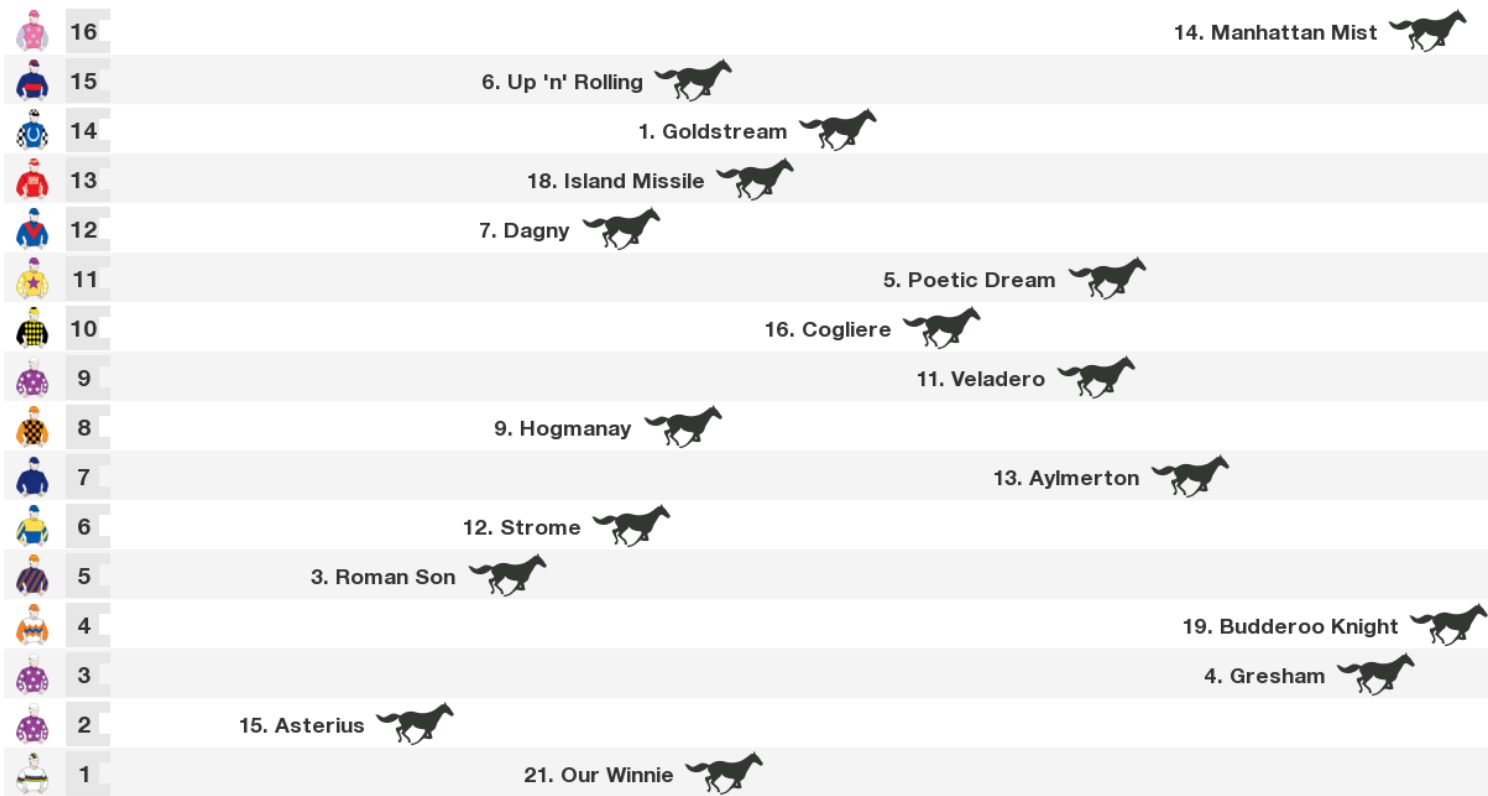 16 14. Manhattan Mist
15 6. Up 'n' Rolling
14 1. Goldstream
13 18. Island Missile
12 7. Dagny
11 5. Poetic Dream
10 16. Cogliere
9 11. Veladero
8 9. Hogmanay
7 13. Aylmerton
6 12. Strome
5 3. Roman Son
4 19. Budderoo Knight
3 4. Gresham
2 15. Asterius
1 21. Our Winnie